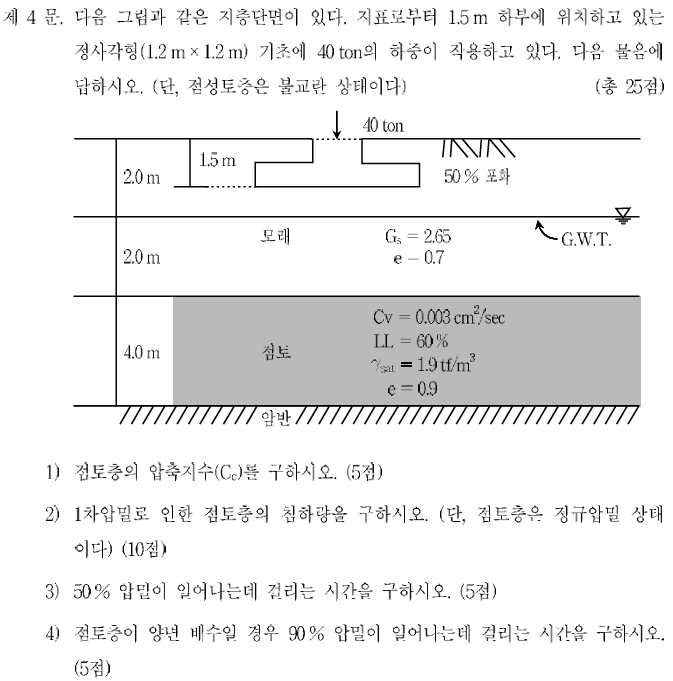 제 4 문. 다음 그림과 같은 지층단면이 있다. 지표로부터 1.5 m 하부에 위치하고 있는
정사각형(1.2 m × 1.2 m) 기초에 40 ton의 하중이 작용하고 있다. 다음 물음에
답하시오. (단, 점성토층은 불교란 상태이다) (총 25점)
40 ton
1.5 m
2.0 m
50 % 포화
모래
Gs = 2.65
G.W.T.
2.0 m
e = 0.7
Cv = 0.003 cm²/sec
LL = 60 %
4.0 m
점토
γsat = 1.9 tf/m³
e = 0.9
암반
1) 점토층의 압축지수(Cc)를 구하시오. (5점)
2) 1차압밀로 인한 점토층의 침하량을 구하시오. (단, 점토층은 정규압밀 상태
이다) (10점)
3) 50 % 압밀이 일어나는데 걸리는 시간을 구하시오. (5점)
4) 점토층이 양면 배수일 경우 90 % 압밀이 일어나는데 걸리는 시간을 구하시오.
(5점)